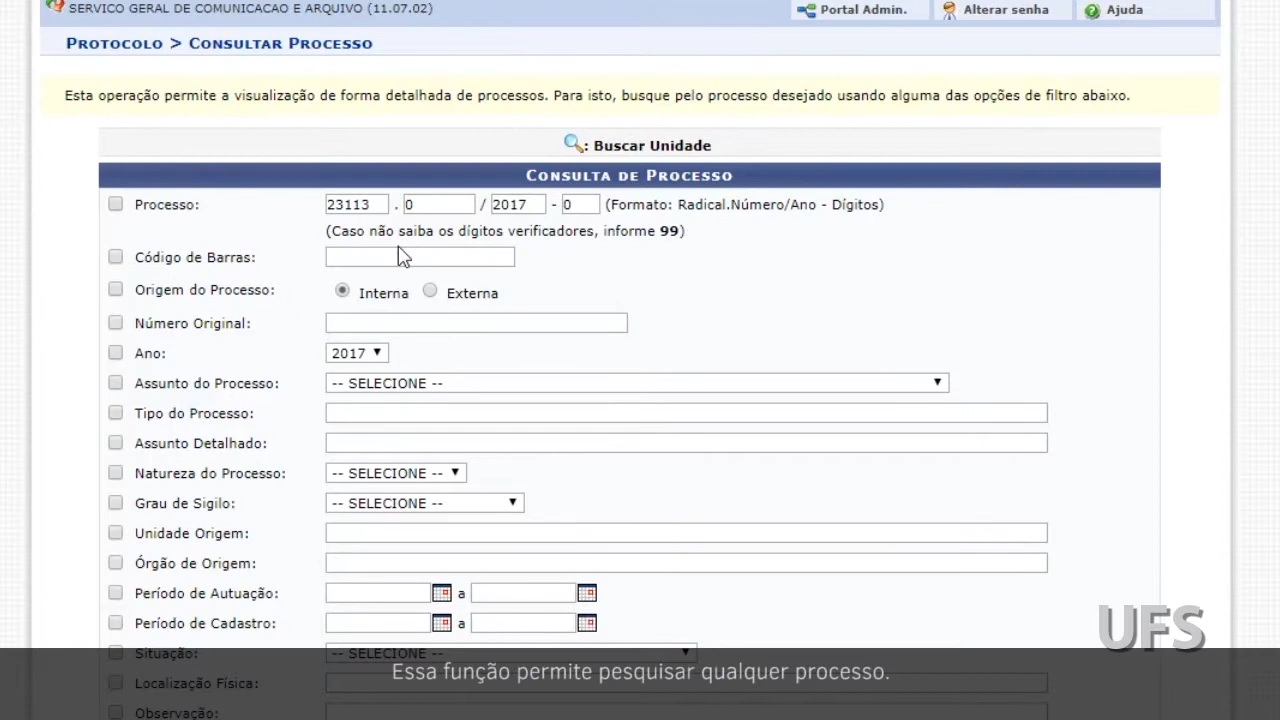 SERVICO GERAL DE COMUNICACAO E ARQUIVO (11.07.02)
Portal Admin.
Alterar senha
Ajuda
PROTOCOLO > CONSULTAR PROCESSO
Esta operação permite a visualização de forma detalhada de processos. Para isto, busque pelo processo desejado usando alguma das opções de filtro abaixo.
: Buscar Unidade
CONSULTA DE PROCESSO
Processo: 23113 . 0 / 2017 - 0 (Formato: Radical.Número/Ano - Dígitos)
(Caso não saiba os dígitos verificadores, informe 99)
Código de Barras:
Origem do Processo: Interna Externa
Número Original:
Ano: 2017
Assunto do Processo: -- SELECIONE --
Tipo do Processo:
Assunto Detalhado:
Natureza do Processo: -- SELECIONE --
Grau de Sigilo: -- SELECIONE --
Unidade Origem:
Órgão de Origem:
Período de Autuação: a
Período de Cadastro: a
UFS
Situação: -- SELECIONE --
Essa função permite pesquisar qualquer processo.
Localização Física:
Observação: